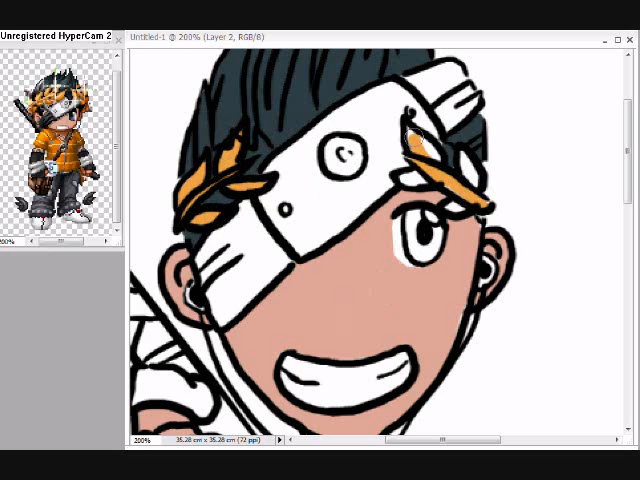 Unregistered HyperCam 2
Untitled-1 @ 200% (Layer 2, RGB/8)
200%
200%
35.28 cm x 35.28 cm (72 ppi)